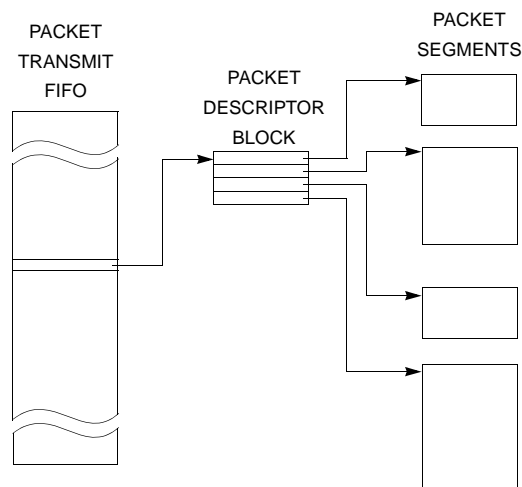 PACKET
TRANSMIT
FIFO
PACKET
DESCRIPTOR
BLOCK
PACKET
SEGMENTS